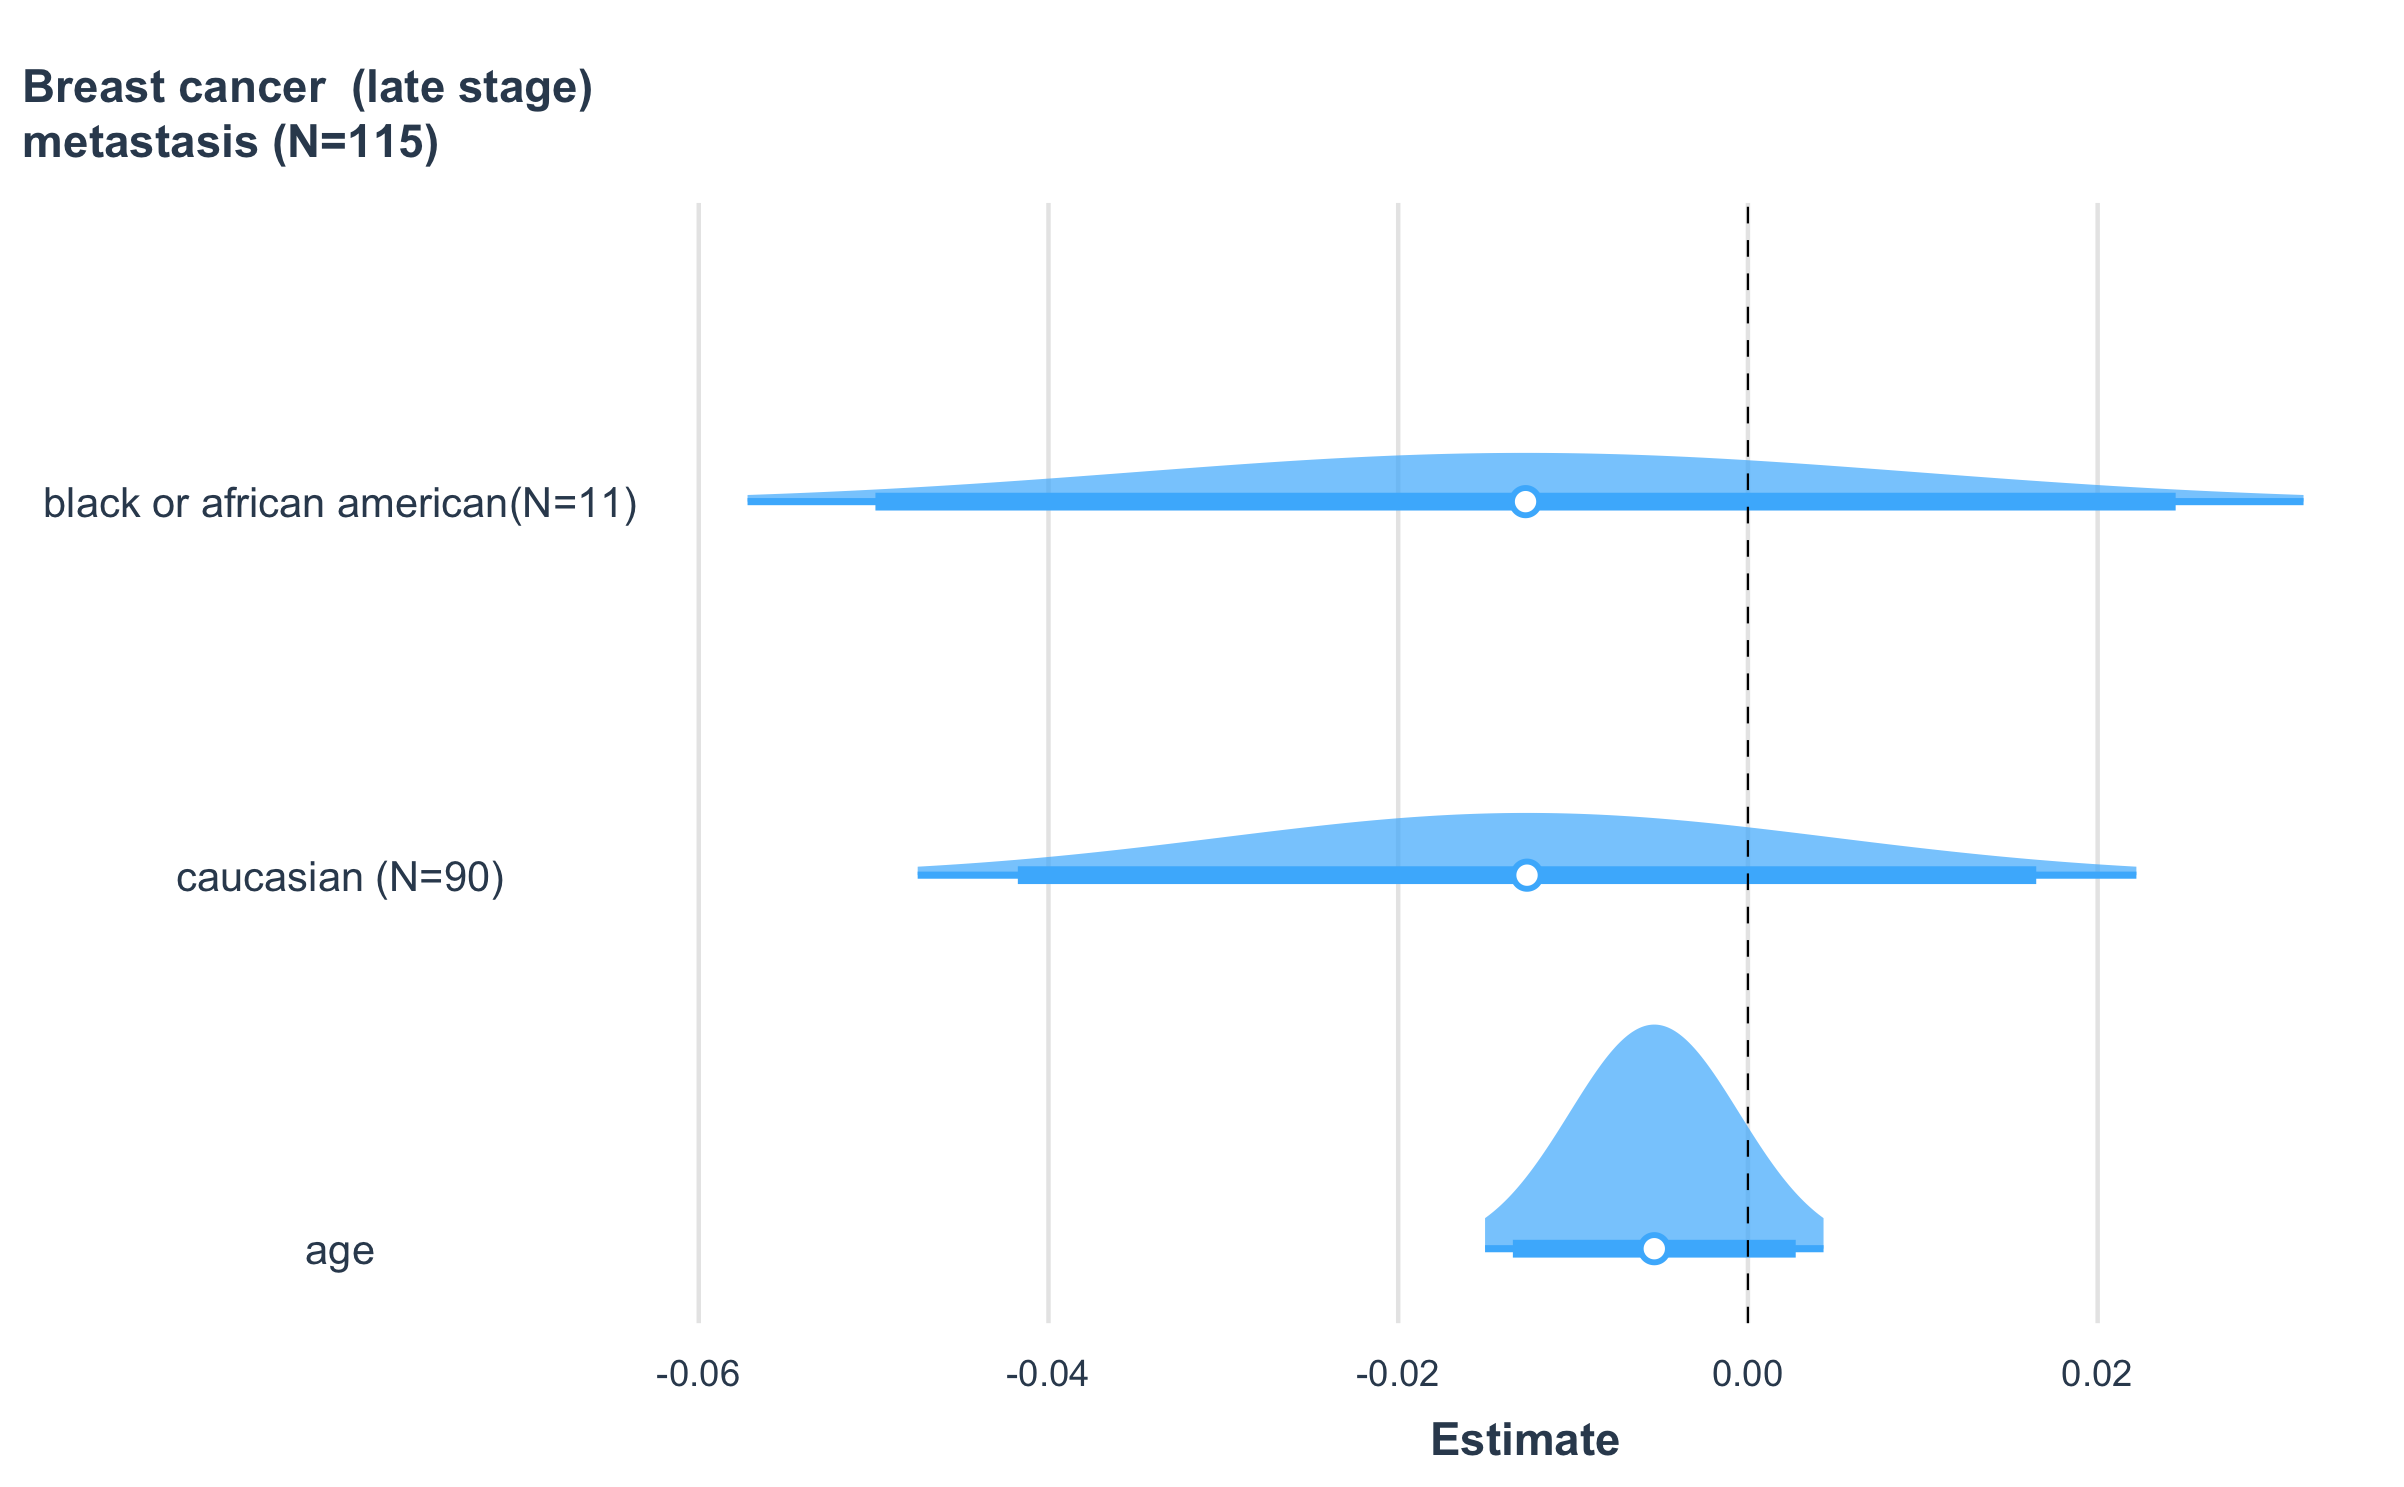 Breast cancer  (late stage)
metastasis (N=115)
black or african american(N=11)
caucasian (N=90)
age
-0.06 -0.04 -0.02 0.00 0.02
Estimate